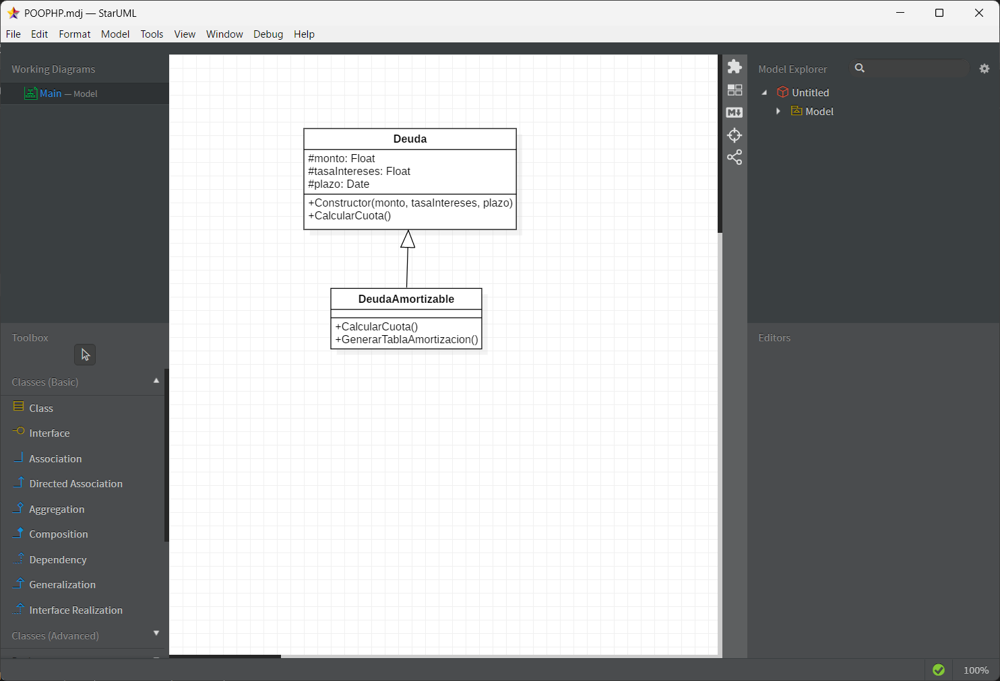 POOPHP.mdj — StarUML
File Edit Format Model Tools View Window Debug Help
Working Diagrams
Main — Model
Deuda
#monto: Float
#tasaIntereses: Float
#plazo: Date
+Constructor(monto, tasaIntereses, plazo)
+CalcularCuota()
DeudaAmortizable
+CalcularCuota()
+GenerarTablaAmortizacion()
Model Explorer
Untitled
Model
Toolbox
Classes (Basic)
Class
Interface
Association
Directed Association
Aggregation
Composition
Dependency
Generalization
Interface Realization
Classes (Advanced)
Editors
100%